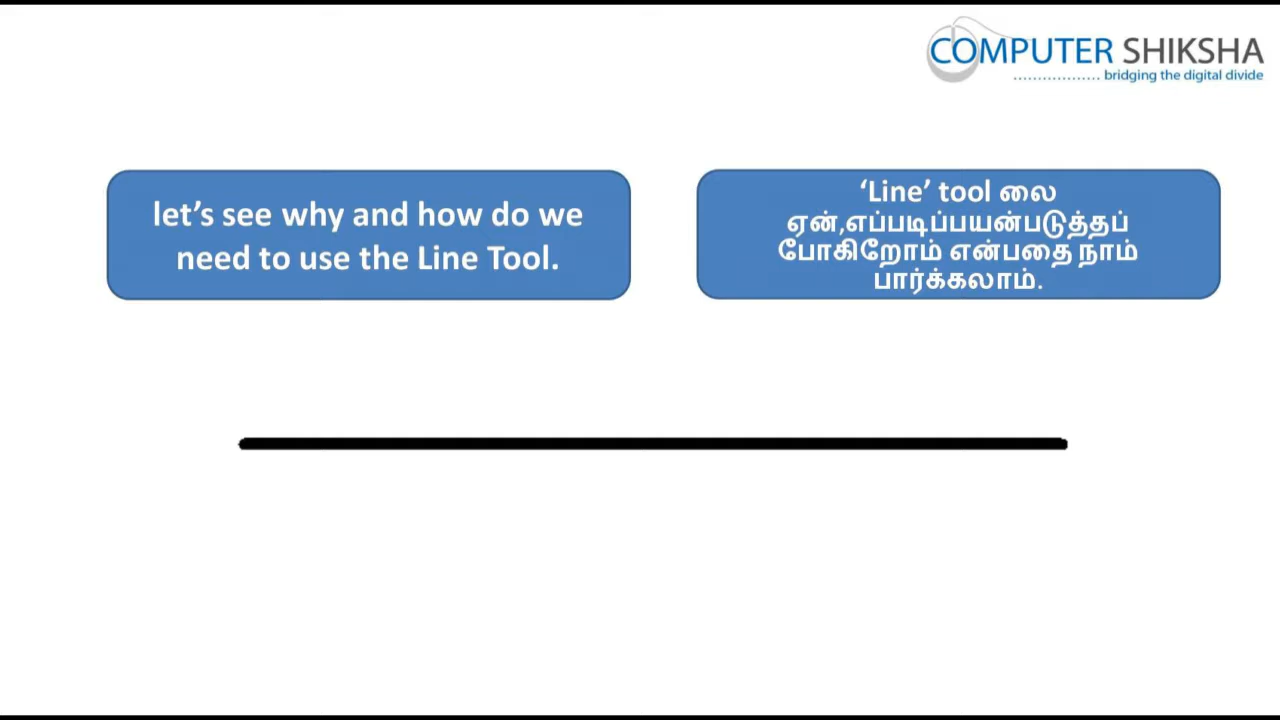 COMPUTER SHIKSHA
bridging the digital divide
let’s see why and how do we
need to use the Line Tool.
‘Line’ tool லை
ஏன்,எப்படிப்பயன்படுத்தப்
போகிறோம் என்பதை நாம்
பார்க்கலாம்.